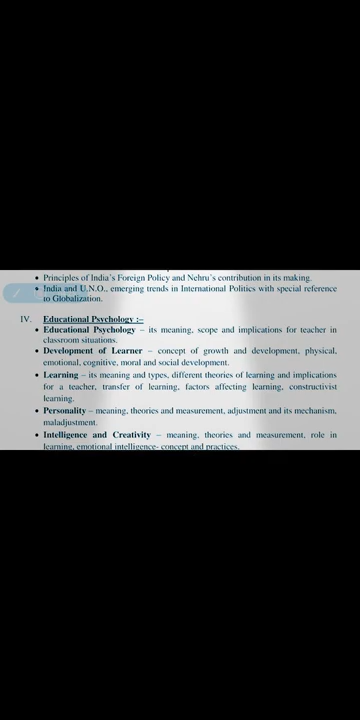 • Principles of India's Foreign Policy and Nehru's contribution in its making.
• India and U.N.O., emerging trends in International Politics with special reference
to Globalization.
IV. Educational Psychology :–
• Educational Psychology – its meaning, scope and implications for teacher in
classroom situations.
• Development of Learner – concept of growth and development, physical,
emotional, cognitive, moral and social development.
• Learning – its meaning and types, different theories of learning and implications
for a teacher, transfer of learning, factors affecting learning, constructivist
learning.
• Personality – meaning, theories and measurement, adjustment and its mechanism,
maladjustment.
• Intelligence and Creativity – meaning, theories and measurement, role in
learning, emotional intelligence- concept and practices.